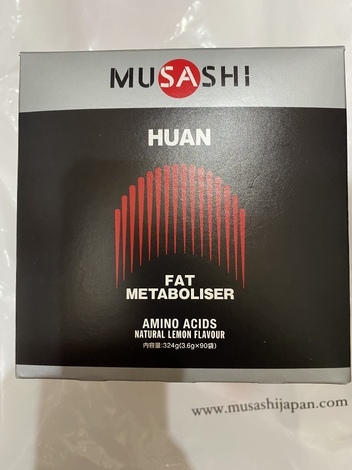 MUSASHI
HUAN
FAT
METABOLISER
AMINO ACIDS
NATURAL LEMON FLAVOUR
内容量:324g(3.6g×90袋)
www.musashijapan.com